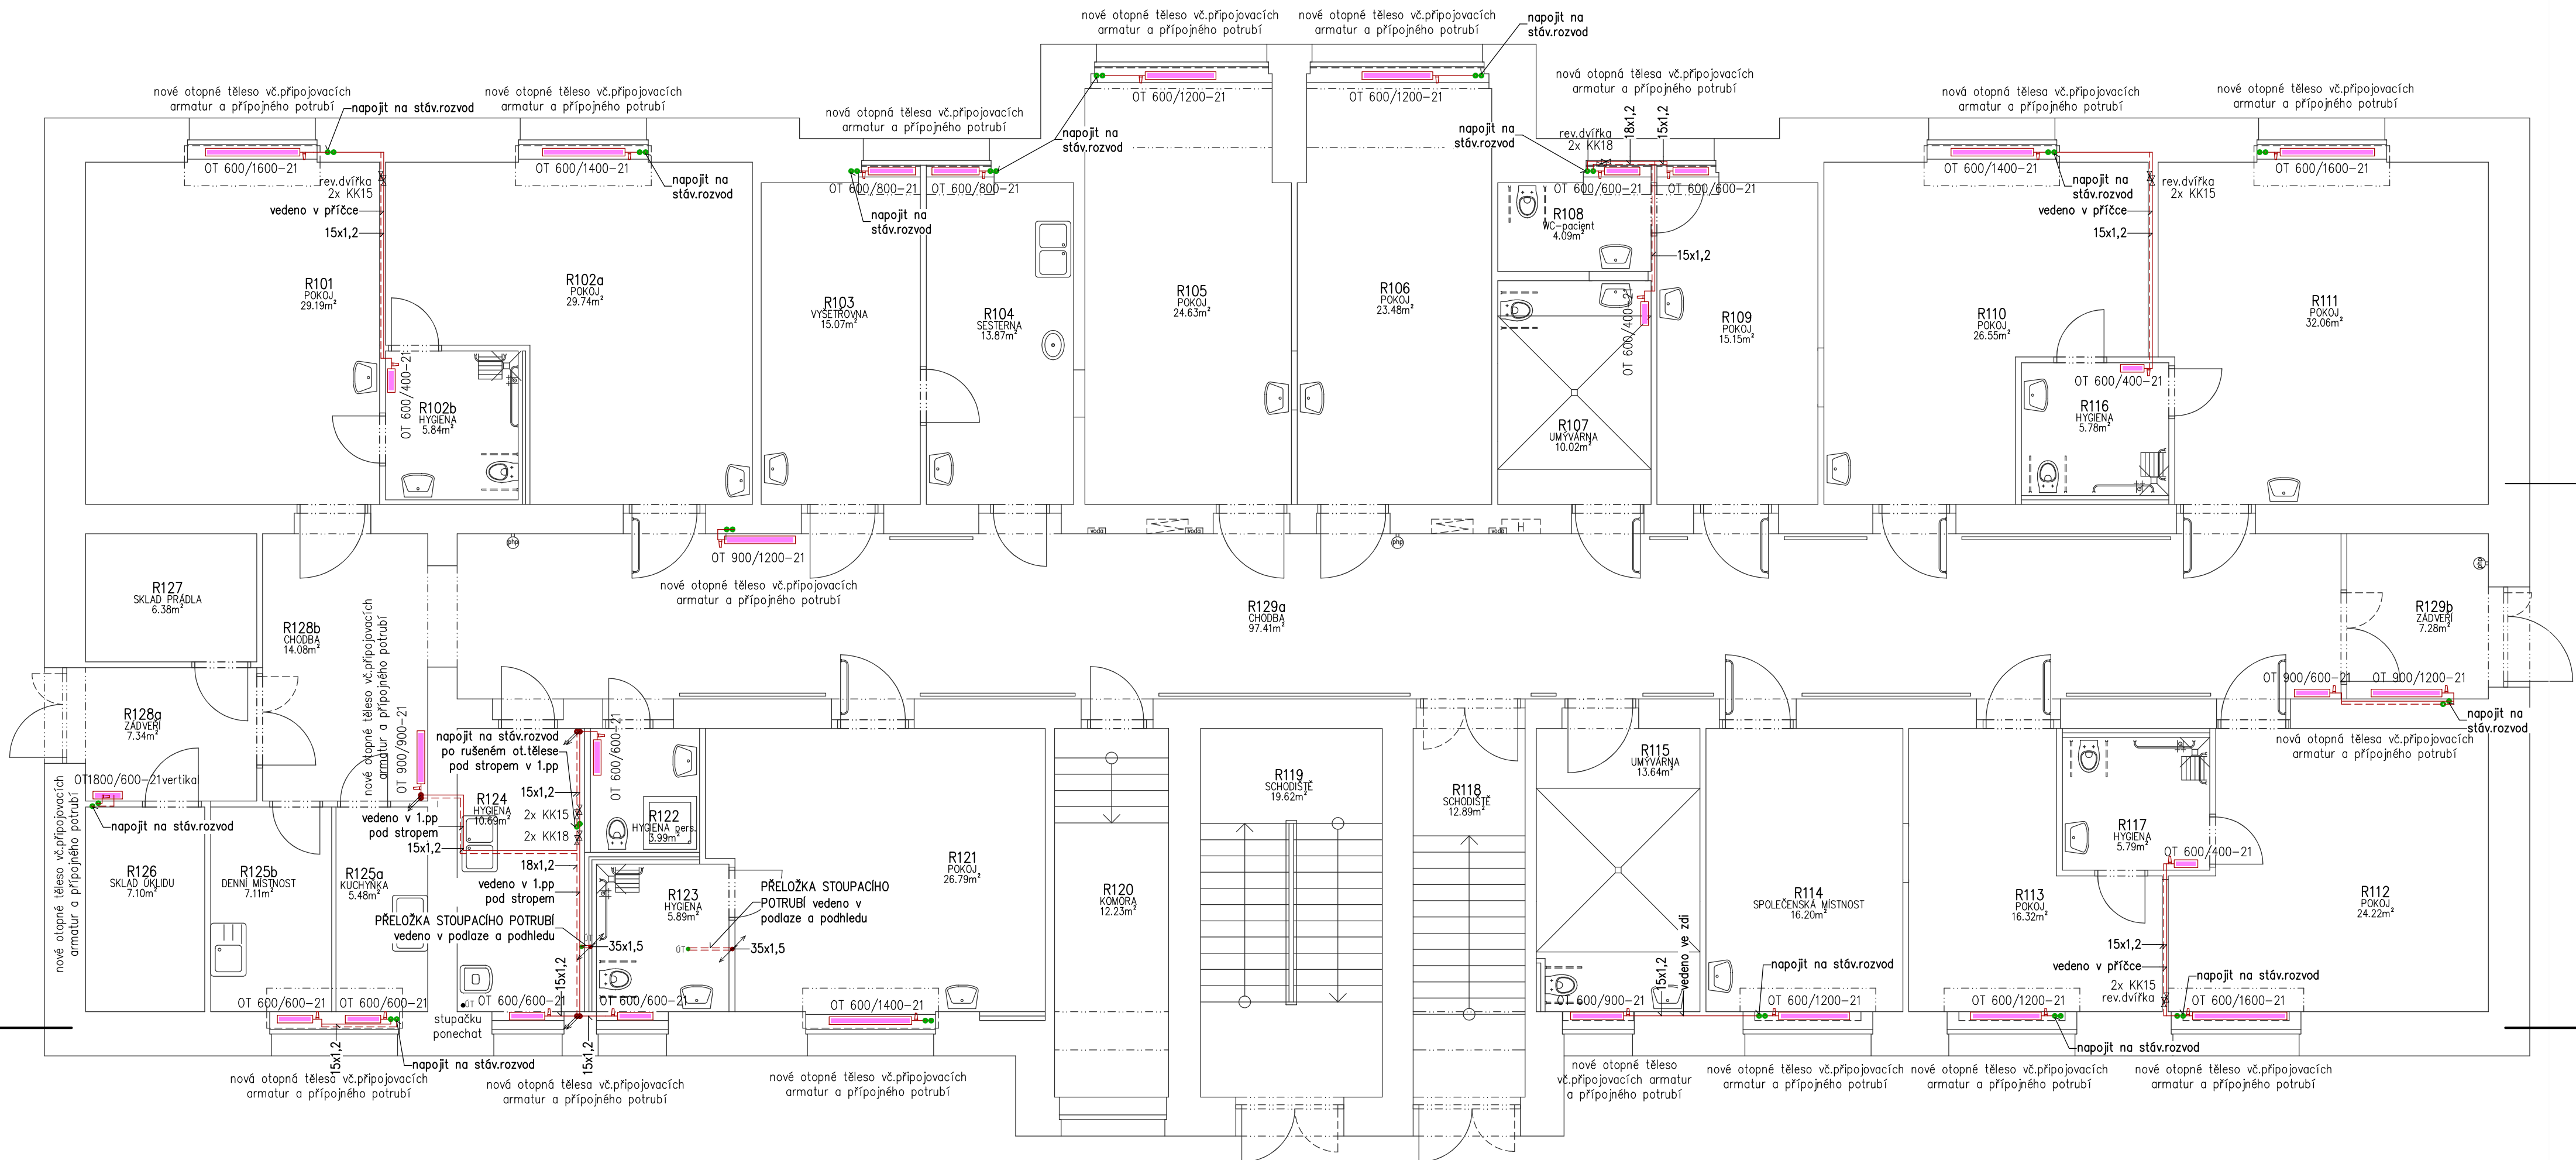 nové otopné těleso vč.připojovacích
armatur a přípojného potrubí
nové otopné těleso vč.připojovacích
armatur a přípojného potrubí
napojit na
stáv.rozvod
nové otopné těleso vč.připojovacích
armatur a přípojného potrubí
napojit na stáv.rozvod
nové otopné těleso vč.připojovacích
armatur a přípojného potrubí
nová otopná tělesa vč.připojovacích
armatur a přípojného potrubí
napojit na
stáv.rozvod
OT 600/1200-21
OT 600/1200-21
nová otopná tělesa vč.připojovacích
armatur a přípojného potrubí
napojit na
stáv.rozvod
rev.dvířka
2x KK18
18x1,2
15x1,2
nové otopné těleso vč.připojovacích
armatur a přípojného potrubí
nové otopné těleso vč.připojovacích
armatur a přípojného potrubí
OT 600/1600-21
rev.dvířka
2x KK15
vedeno v příčce
15x1,2
OT 600/1400-21
napojit na
stáv.rozvod
OT 600/800-21
OT 600/800-21
napojit na
stáv.rozvod
OT 600/600-21
OT 600/600-21
OT 600/1400-21
napojit na
stáv.rozvod
vedeno v příčce
15x1,2
rev.dvířka
2x KK15
OT 600/1600-21
R101
POKOJ
29.19m²
R102a
POKOJ
29.74m²
R103
VYŠETŘOVNA
15.07m²
R104
SESTERNA
13.87m²
R105
POKOJ
24.63m²
R106
POKOJ
23.48m²
R108
WC-pacient
4.09m²
15x1,2
OT 600/400-21
R107
UMÝVÁRNA
10.02m²
R109
POKOJ
15.15m²
R110
POKOJ
26.55m²
R111
POKOJ
32.06m²
OT 600/400-21
R102b
HYGIENA
5.84m²
OT 600/400-21
R116
HYGIENA
5.78m²
php
OT 900/1200-21
nové otopné těleso vč.připojovacích
armatur a přípojného potrubí
voda
voda
php
voda
H
php
R127
SKLAD PRÁDLA
6.38m²
R128b
CHODBA
14.08m²
nové otopné těleso vč.připojovacích
armatur a přípojného potrubí
R129a
CHODBA
97.41m²
R129b
ZÁDVEŘÍ
7.28m²
OT 900/600-21
OT 900/1200-21
napojit na
stáv.rozvod
nová otopná tělesa vč.připojovacích
armatur a přípojného potrubí
R128a
ZÁDVEŘÍ
7.34m²
OT1800/600-21vertikal
napojit na stáv.rozvod
nové otopné těleso vč.připojovacích
armatur a přípojného potrubí
OT 900/900-21
vedeno v 1.pp
pod stropem
15x1,2
R124
HYGIENA
10.69m²
napojit na stáv.rozvod
po rušeném ot.tělese
pod stropem v 1.pp
15x1,2
2x KK15
2x KK18
18x1,2
vedeno v 1.pp
pod stropem
PŘELOŽKA STOUPACÍHO POTRUBÍ
vedeno v podlaze a podhledu
OT 600/600-21
R122
HYGIENA pers.
3.99m²
R123
HYGIENA
5.89m²
ÚT
35x1,5
ÚT
35x1,5
PŘELOŽKA STOUPACÍHO
POTRUBÍ vedeno v
podlaze a podhledu
R121
POKOJ
26.79m²
R120
KOMORA
12.23m²
R119
SCHODIŠTĚ
19.62m²
R118
SCHODIŠTĚ
12.89m²
R115
UMÝVÁRNA
13.64m²
R114
SPOLEČENSKÁ MÍSTNOST
16.20m²
R113
POKOJ
16.32m²
R117
HYGIENA
5.79m²
OT 600/400-21
R112
POKOJ
24.22m²
R126
SKLAD ÚKLIDU
7.10m²
R125b
DENNÍ MÍSTNOST
7.11m²
R125a
KUCHYŇKA
5.48m²
OT 600/600-21
OT 600/600-21
15x1,2
napojit na stáv.rozvod
ÚT
stupačku
ponechat
OT 600/600-21
15x1,2
OT 600/600-21
15x1,2
OT 600/1400-21
OT 600/900-21
15x1,2
vedeno ve zdi
napojit na stáv.rozvod
OT 600/1200-21
OT 600/1200-21
napojit na stáv.rozvod
15x1,2
vedeno v příčce
2x KK15
rev.dvířka
napojit na stáv.rozvod
OT 600/1600-21
nová otopná tělesa vč.připojovacích
armatur a přípojného potrubí
nová otopná tělesa vč.připojovacích
armatur a přípojného potrubí
nové otopné těleso vč.připojovacích
armatur a přípojného potrubí
nové otopné těleso
vč.připojovacích armatur
a přípojného potrubí
nové otopné těleso vč.připojovacích
armatur a přípojného potrubí
nové otopné těleso vč.připojovacích
armatur a přípojného potrubí
nové otopné těleso vč.připojovacích
armatur a přípojného potrubí